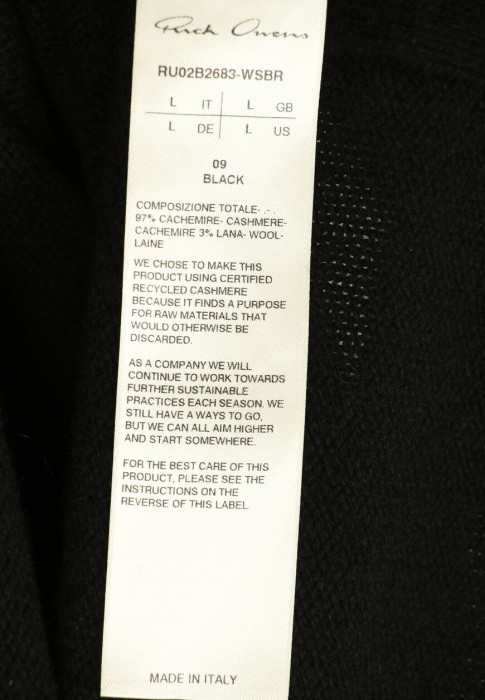 Rick Owens
RU02B2683-WSBR
L IT L GB
L DE L US
09
BLACK
COMPOSIZIONE TOTALE- .- .
97% CACHEMIRE- CASHMERE-
CACHEMIRE 3% LANA- WOOL-
LAINE
WE CHOSE TO MAKE THIS
PRODUCT USING CERTIFIED
RECYCLED CASHMERE
BECAUSE IT FINDS A PURPOSE
FOR RAW MATERIALS THAT
WOULD OTHERWISE BE
DISCARDED.
AS A COMPANY WE WILL
CONTINUE TO WORK TOWARDS
FURTHER SUSTAINABLE
PRACTICES EACH SEASON. WE
STILL HAVE A WAYS TO GO,
BUT WE CAN ALL AIM HIGHER
AND START SOMEWHERE.
FOR THE BEST CARE OF THIS
PRODUCT, PLEASE SEE THE
INSTRUCTIONS ON THE
REVERSE OF THIS LABEL
MADE IN ITALY